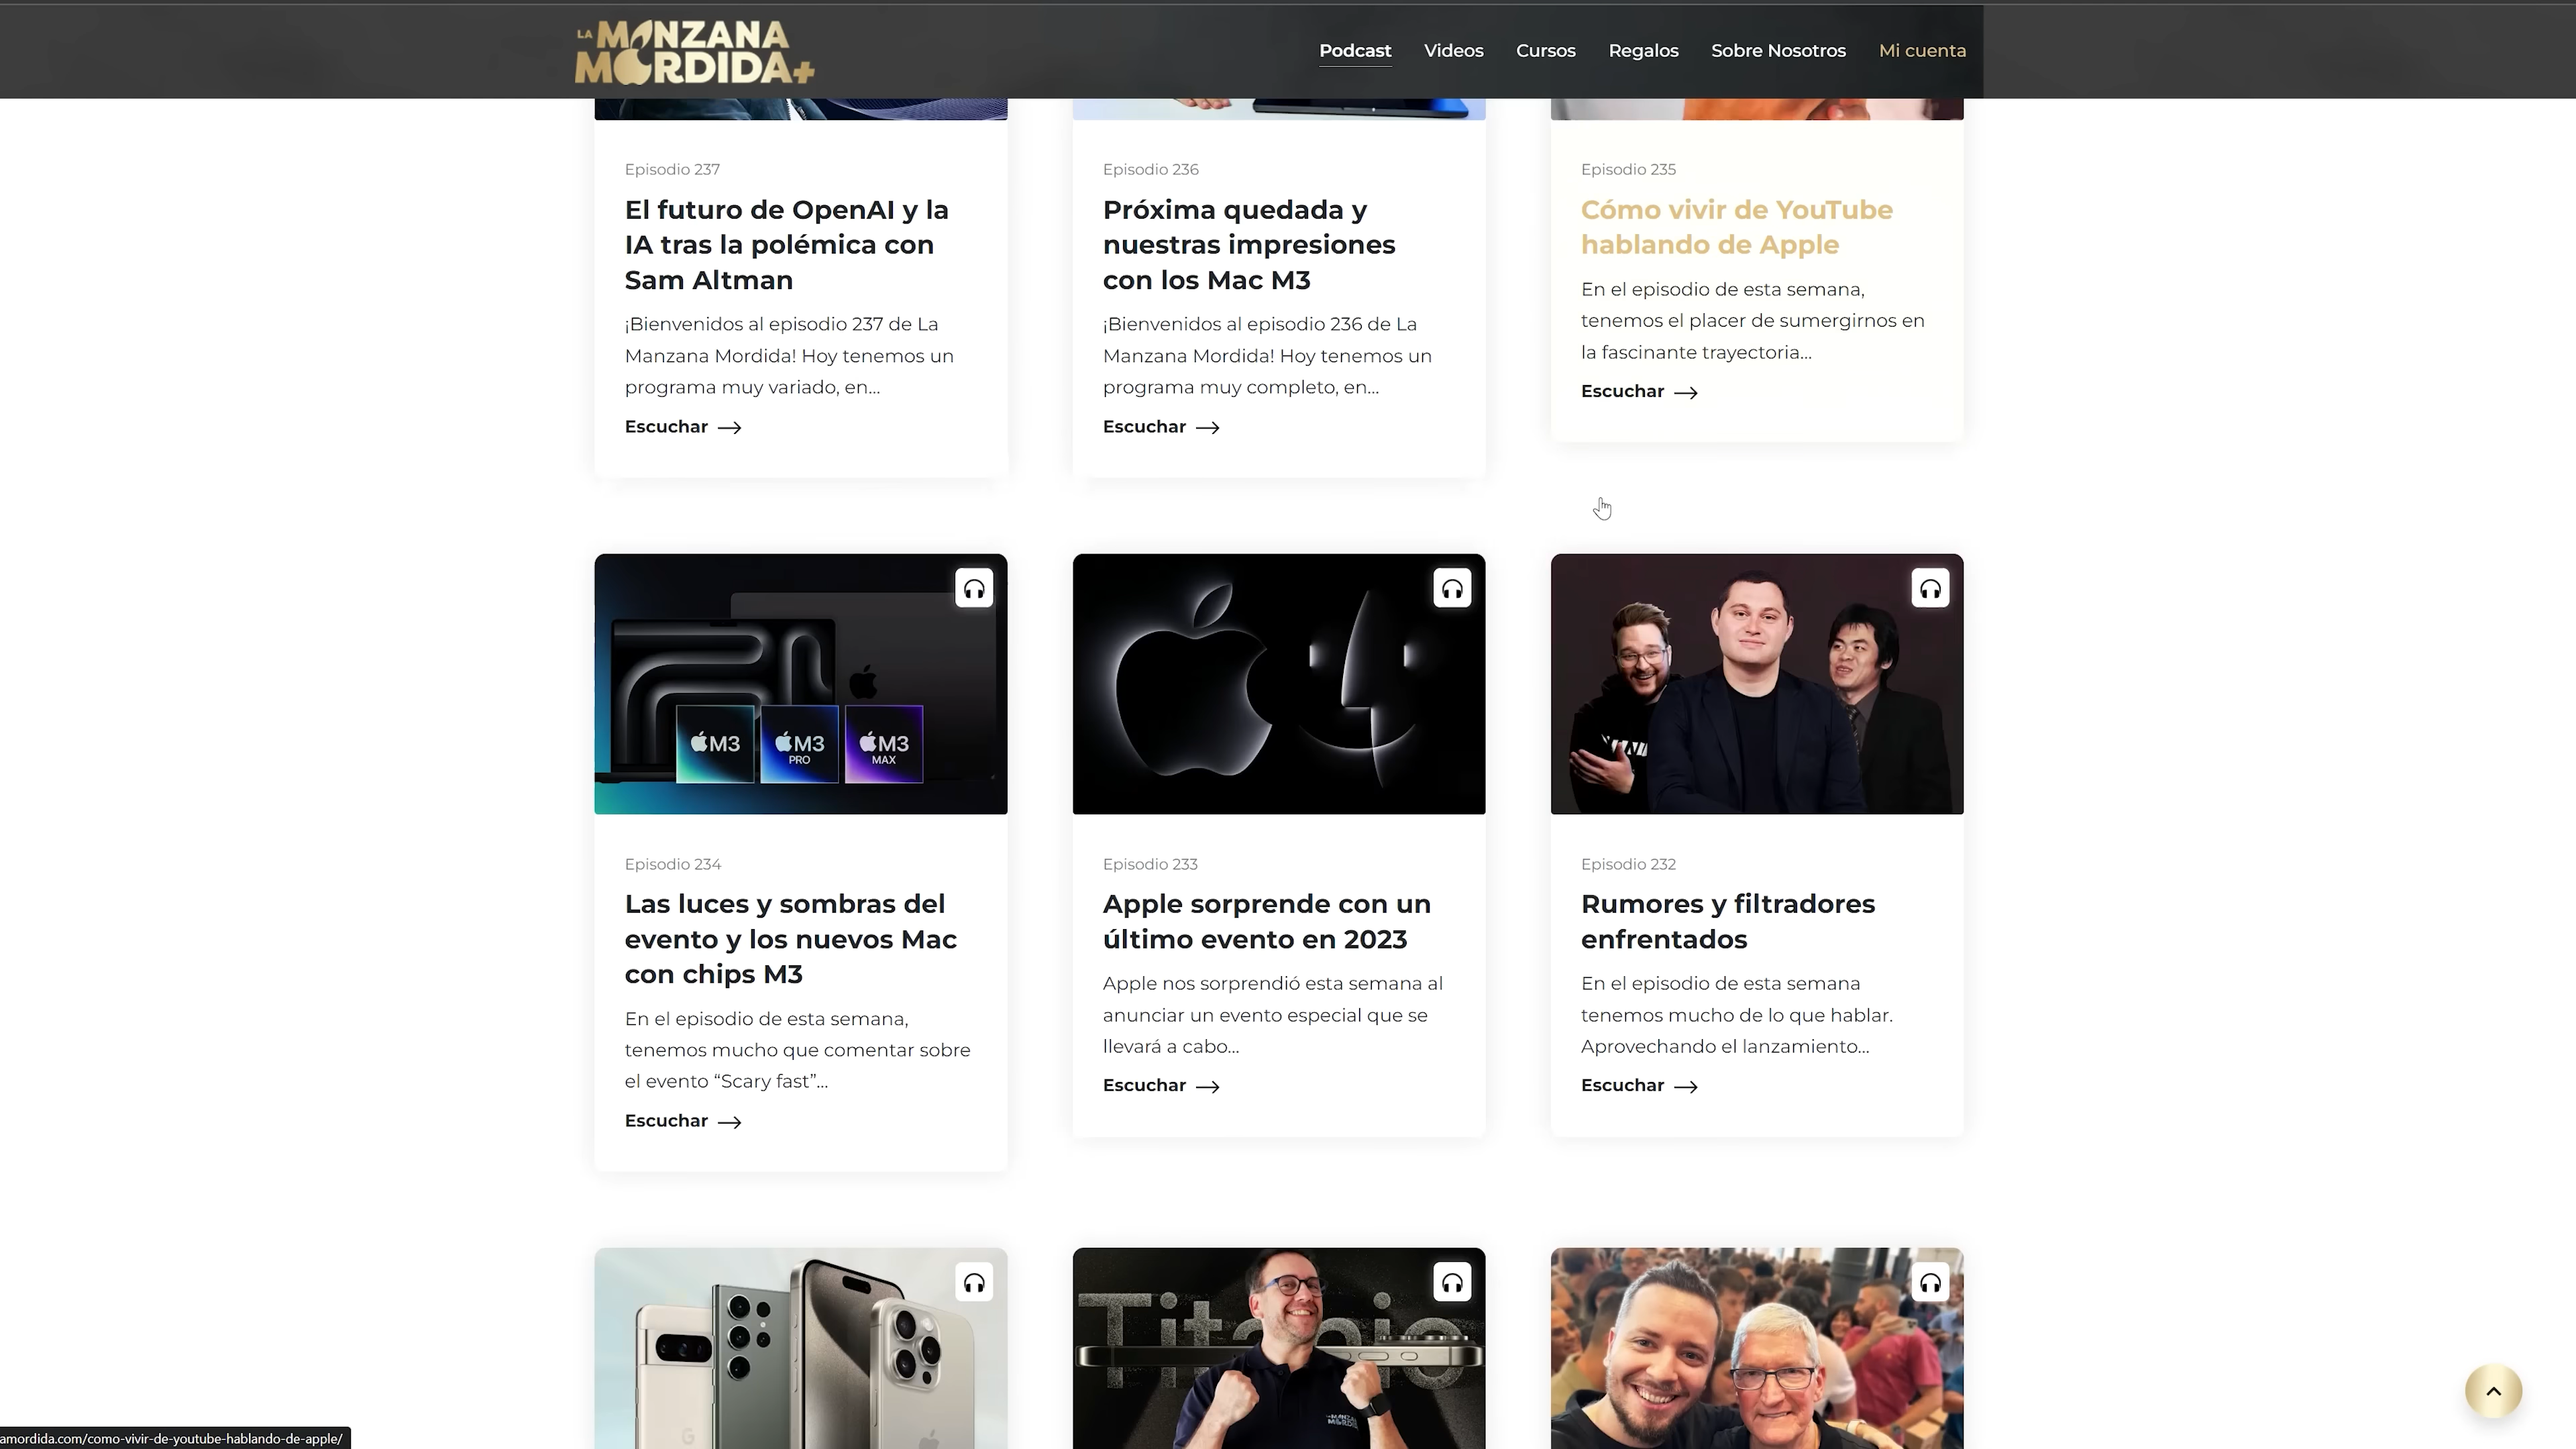 LA MANZANA
MORDIDA+
Podcast Videos Cursos Regalos Sobre Nosotros Mi cuenta
Episodio 237
El futuro de OpenAI y la
IA tras la polémica con
Sam Altman
¡Bienvenidos al episodio 237 de La
Manzana Mordida! Hoy tenemos un
programa muy variado, en...
Escuchar
Episodio 236
Próxima quedada y
nuestras impresiones
con los Mac M3
¡Bienvenidos al episodio 236 de La
Manzana Mordida! Hoy tenemos un
programa muy completo, en...
Escuchar
Episodio 235
Cómo vivir de YouTube
hablando de Apple
En el episodio de esta semana,
tenemos el placer de sumergirnos en
la fascinante trayectoria...
Escuchar
M3
M3
PRO
M3
MAX
Episodio 234
Las luces y sombras del
evento y los nuevos Mac
con chips M3
En el episodio de esta semana,
tenemos mucho que comentar sobre
el evento “Scary fast”...
Escuchar
Episodio 233
Apple sorprende con un
último evento en 2023
Apple nos sorprendió esta semana al
anunciar un evento especial que se
llevará a cabo...
Escuchar
Episodio 232
Rumores y filtradores
enfrentados
En el episodio de esta semana
tenemos mucho de lo que hablar.
Aprovechando el lanzamiento...
Escuchar
G
Titanio
LA MANZANA
MORDIDA
amordida.com/como-vivir-de-youtube-hablando-de-apple/